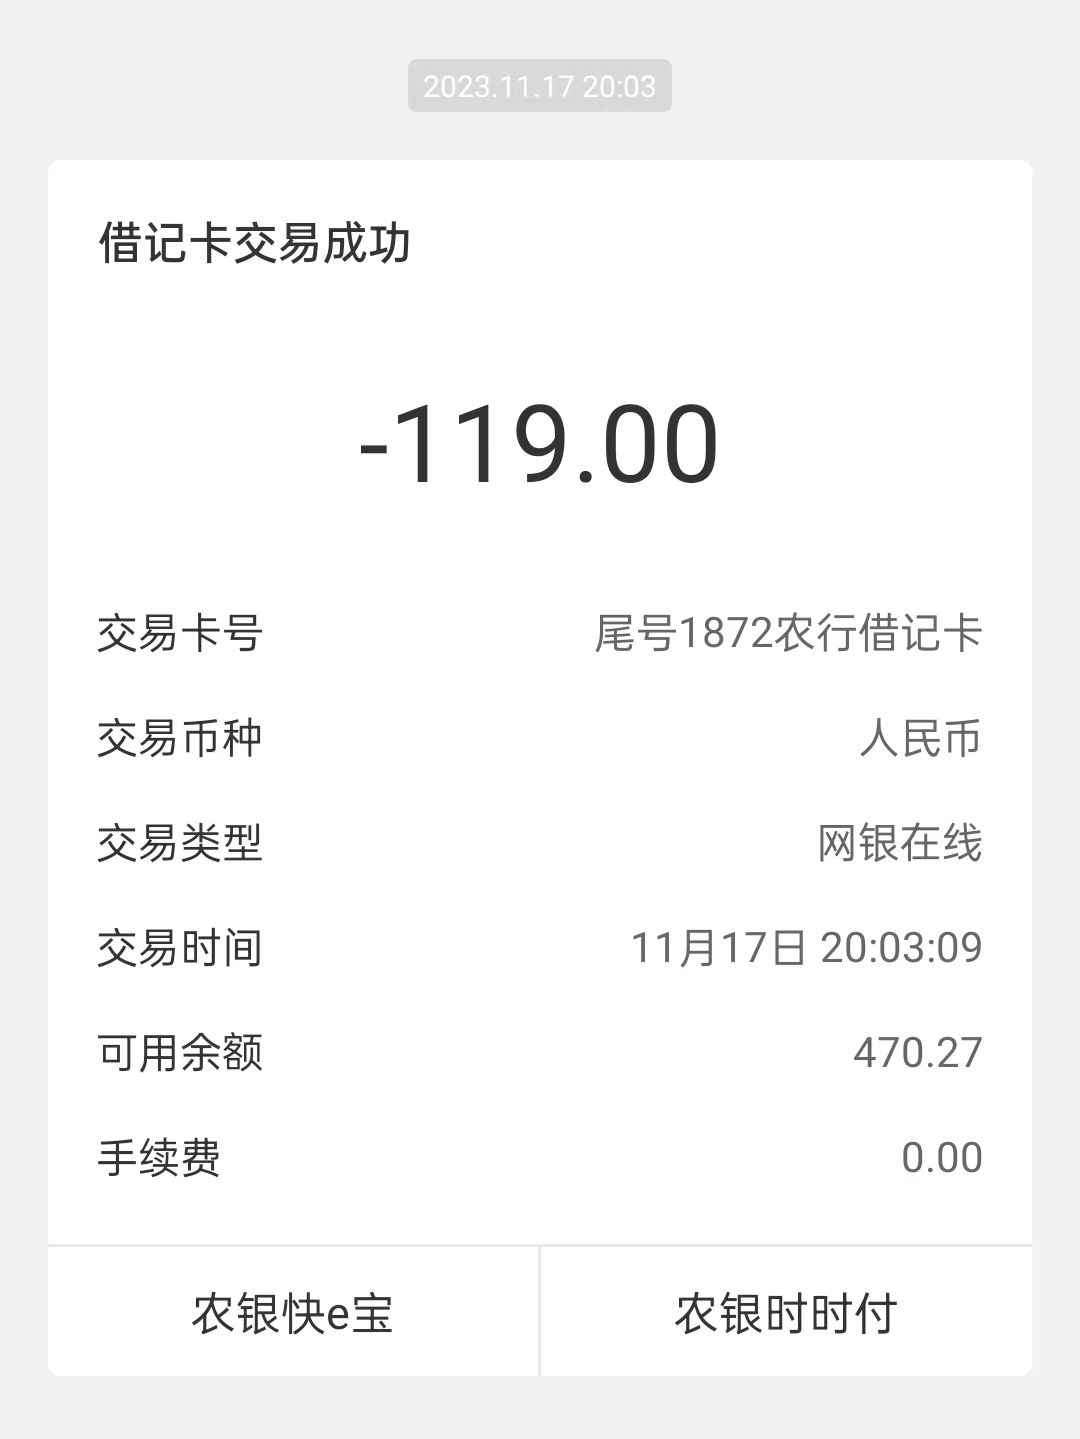 2023.11.17 20:03
借记卡交易成功
-119.00
交易卡号 尾号1872农行借记卡
交易币种 人民币
交易类型 网银在线
交易时间 11月17日 20:03:09
可用余额 470.27
手续费 0.00
农银快e宝 农银时时付